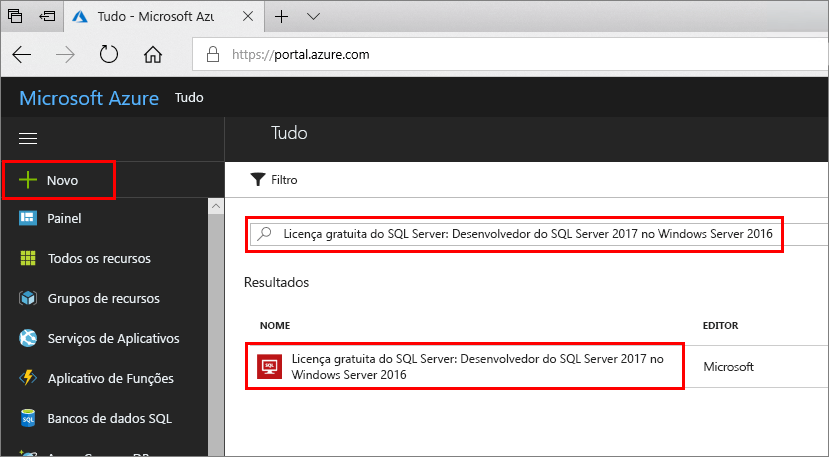 Tudo - Microsoft Azu
https://portal.azure.com
Microsoft Azure Tudo
Tudo
Novo
Filtro
Painel
Licença gratuita do SQL Server: Desenvolvedor do SQL Server 2017 no Windows Server 2016
Todos os recursos
Resultados
Grupos de recursos
NOME EDITOR
Serviços de Aplicativos
Licença gratuita do SQL Server: Desenvolvedor do SQL Server 2017 no
Windows Server 2016
Microsoft
Aplicativo de Funções
SQL Bancos de dados SQL